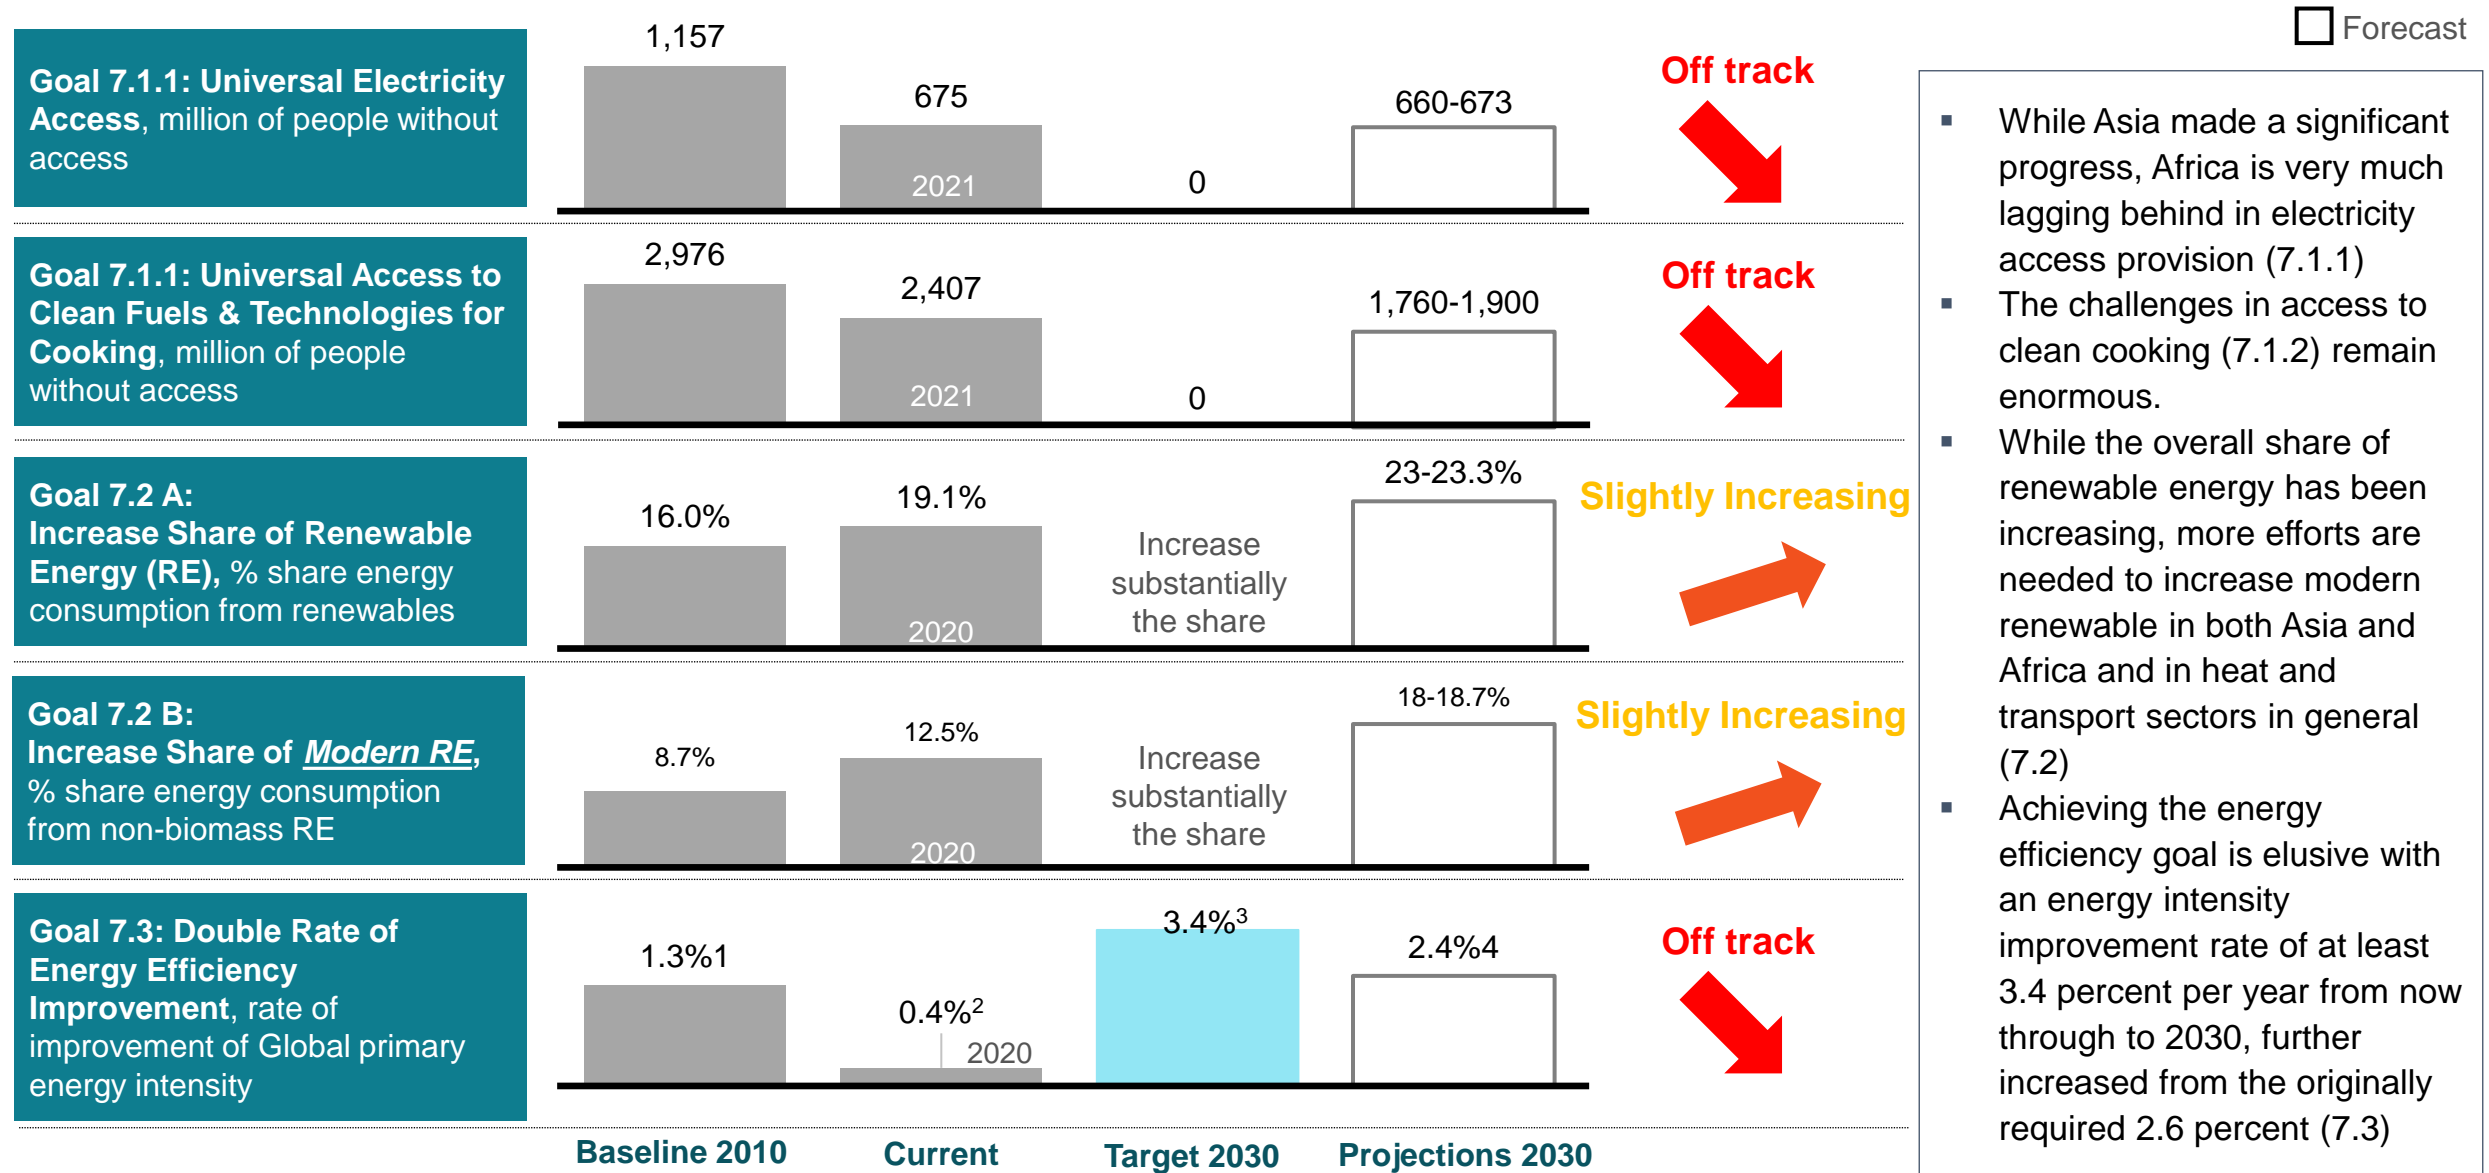 Forecast
Goal 7.1.1: Universal Electricity
Access, million of people without
access
1,157
675
2021
0
660-673
Off track
Goal 7.1.1: Universal Access to
Clean Fuels & Technologies for
Cooking, million of people
without access
2,976
2,407
2021
0
1,760-1,900
Off track
Goal 7.2 A:
Increase Share of Renewable
Energy (RE), % share energy
consumption from renewables
16.0%
19.1%
2020
Increase
substantially
the share
23-23.3%
Slightly Increasing
Goal 7.2 B:
Increase Share of Modern RE,
% share energy consumption
from non-biomass RE
8.7%
12.5%
2020
Increase
substantially
the share
18-18.7%
Slightly Increasing
Goal 7.3: Double Rate of
Energy Efficiency
Improvement, rate of
improvement of Global primary
energy intensity
1.3%1
0.4%²
2020
3.4%³
2.4%4
Off track
Baseline 2010
Current
Target 2030
Projections 2030
▪ While Asia made a significant
progress, Africa is very much
lagging behind in electricity
access provision (7.1.1)
▪ The challenges in access to
clean cooking (7.1.2) remain
enormous.
▪ While the overall share of
renewable energy has been
increasing, more efforts are
needed to increase modern
renewable in both Asia and
Africa and in heat and
transport sectors in general
(7.2)
▪ Achieving the energy
efficiency goal is elusive with
an energy intensity
improvement rate of at least
3.4 percent per year from now
through to 2030, further
increased from the originally
required 2.6 percent (7.3)